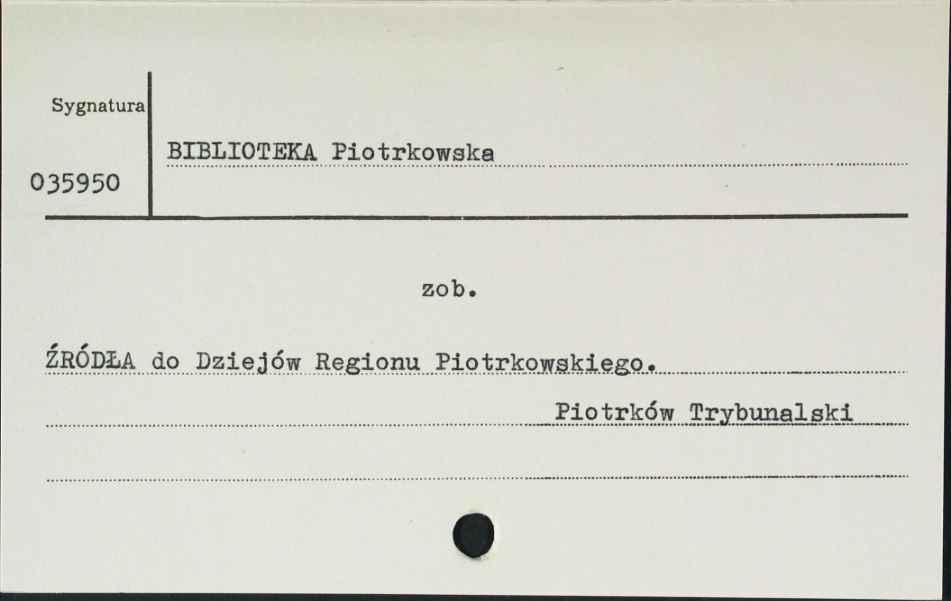 Sygnatura
BIBLIOTEKA Piotrkowska
035950
zob.
ŹRÓDŁA do Dziejów Regionu Piotrkowskiego.
Piotrków Trybunalski